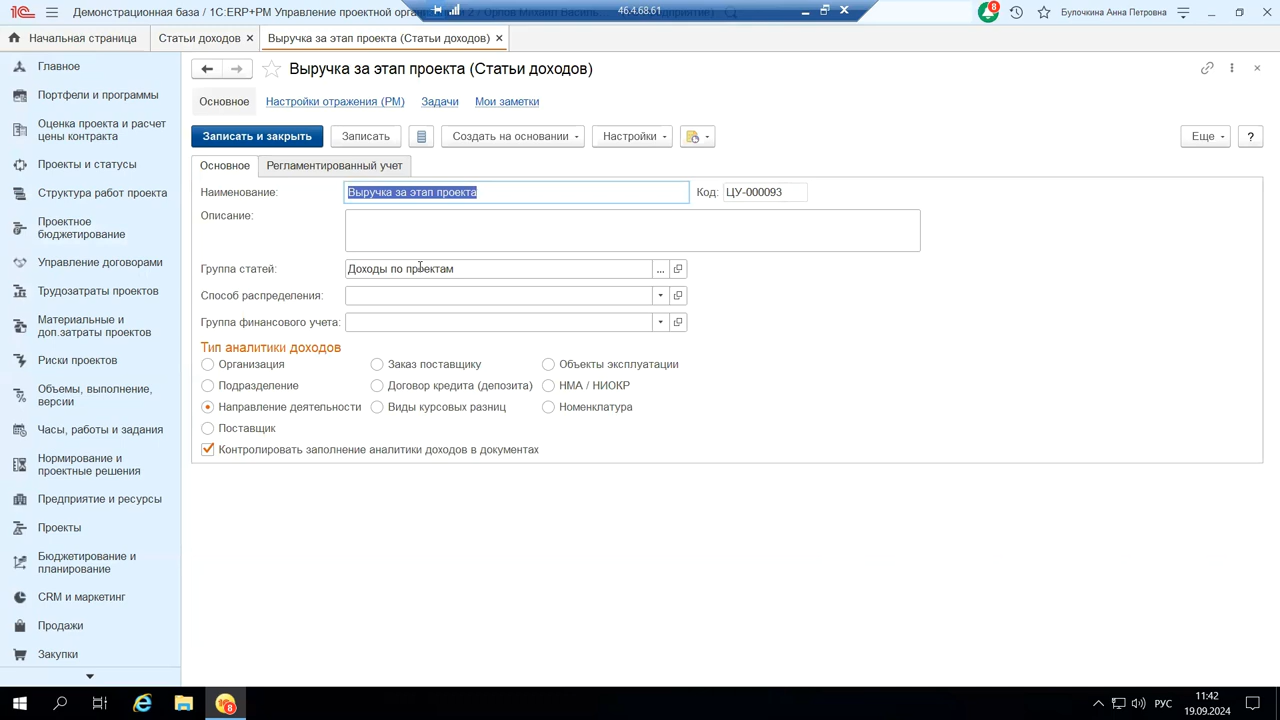 Демонстрационная база / 1С:ERP+PM Управление проектной орган
46.4.68.61
8
Булочкина Анна Петровна
Начальная страница
Статьи доходов ×
Выручка за этап проекта (Статьи доходов) ×
Главное
Портфели и программы
Оценка проекта и расчет
цены контракта
Проекты и статусы
Структура работ проекта
Проектное
бюджетирование
Управление договорами
Трудозатраты проектов
Материальные и
доп.затраты проектов
Риски проектов
Объемы, выполнение,
версии
Часы, работы и задания
Нормирование и
проектные решения
Предприятие и ресурсы
Проекты
Бюджетирование и
планирование
CRM и маркетинг
Продажи
Закупки
Выручка за этап проекта (Статьи доходов)
Основное Настройки отражения (РМ) Задачи Мои заметки
Записать и закрыть Записать Создать на основании Настройки Еще ?
Основное Регламентированный учет
Наименование: Выручка за этап проекта Код: ЦУ-000093
Описание:
Группа статей: Доходы по проектам ...
Способ распределения:
Группа финансового учета:
Тип аналитики доходов
Организация Заказ поставщику Объекты эксплуатации
Подразделение Договор кредита (депозита) НМА / НИОКР
Направление деятельности Виды курсовых разниц Номенклатура
Поставщик
Контролировать заполнение аналитики доходов в документах
8
РУС
11:42
19.09.2024